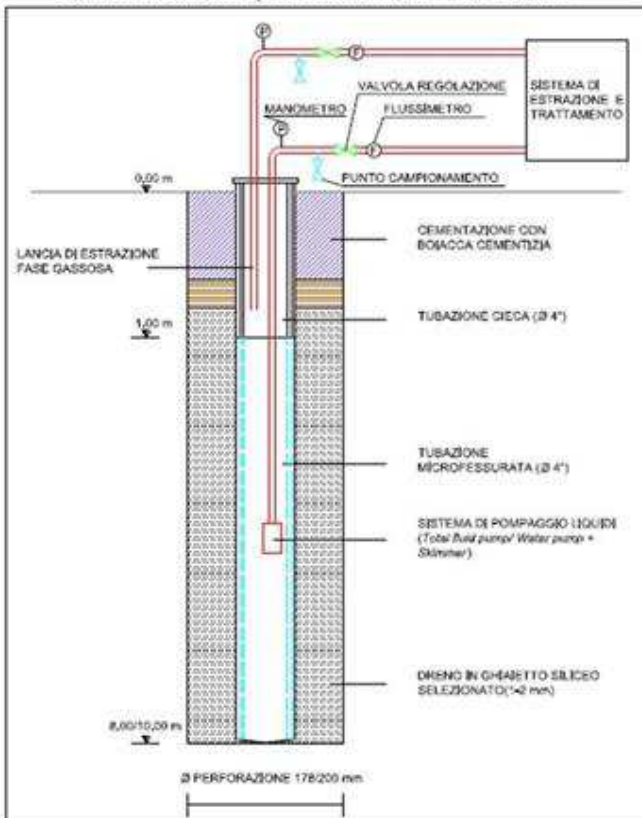 P
SISTEMA DI
ESTRAZIONE E
TRATTAMENTO
F
VALVOLA REGOLAZIONE
MANOMETRO
FLUSSIMETRO
P
F
PUNTO CAMPIONAMENTO
0,00 m
CEMENTAZIONE CON
BOIACCA CEMENTIZIA
LANCIA DI ESTRAZIONE
FASE GASSOSA
TUBAZIONE CIECA (Ø 4")
1,00 m
TUBAZIONE
MICROFESSURATA (Ø 4")
SISTEMA DI POMPAGGIO LIQUIDI
(Total fluid pump/ Water pump +
Skimmer)
DRENO IN GHIAIETTO SILICEO
SELEZIONATO(1÷2 mm)
8,00/10,00 m
Ø PERFORAZIONE 178/200 mm